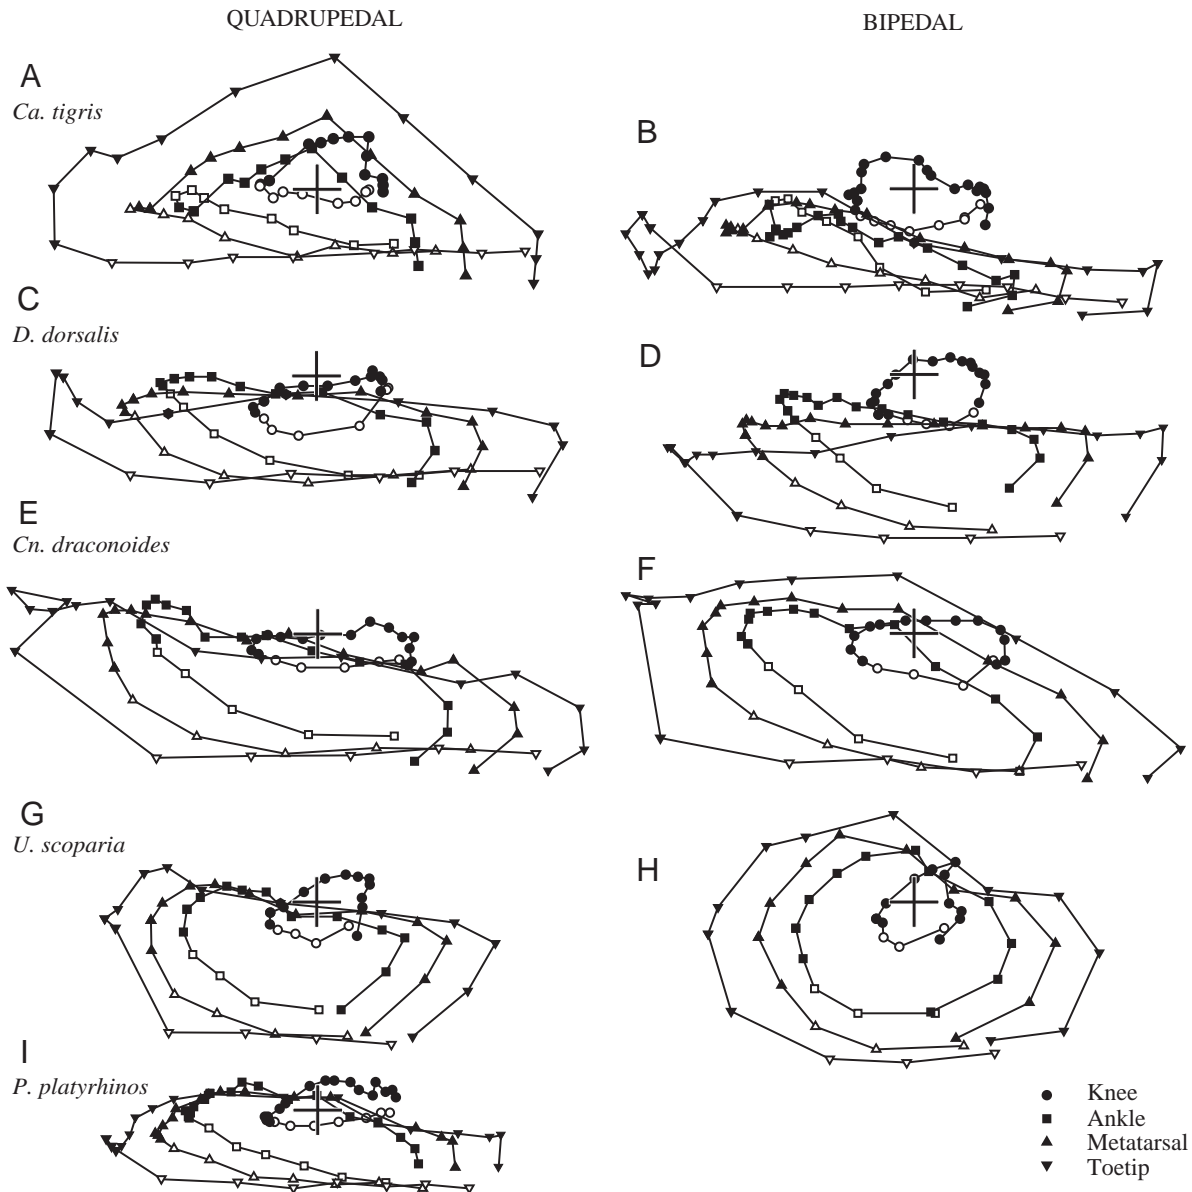 QUADRUPEDAL
BIPEDAL
A
Ca. tigris
B
C
D. dorsalis
D
E
Cn. draconoides
F
G
U. scoparia
H
I
P. platyrhinos
Knee
Ankle
Metatarsal
Toetip